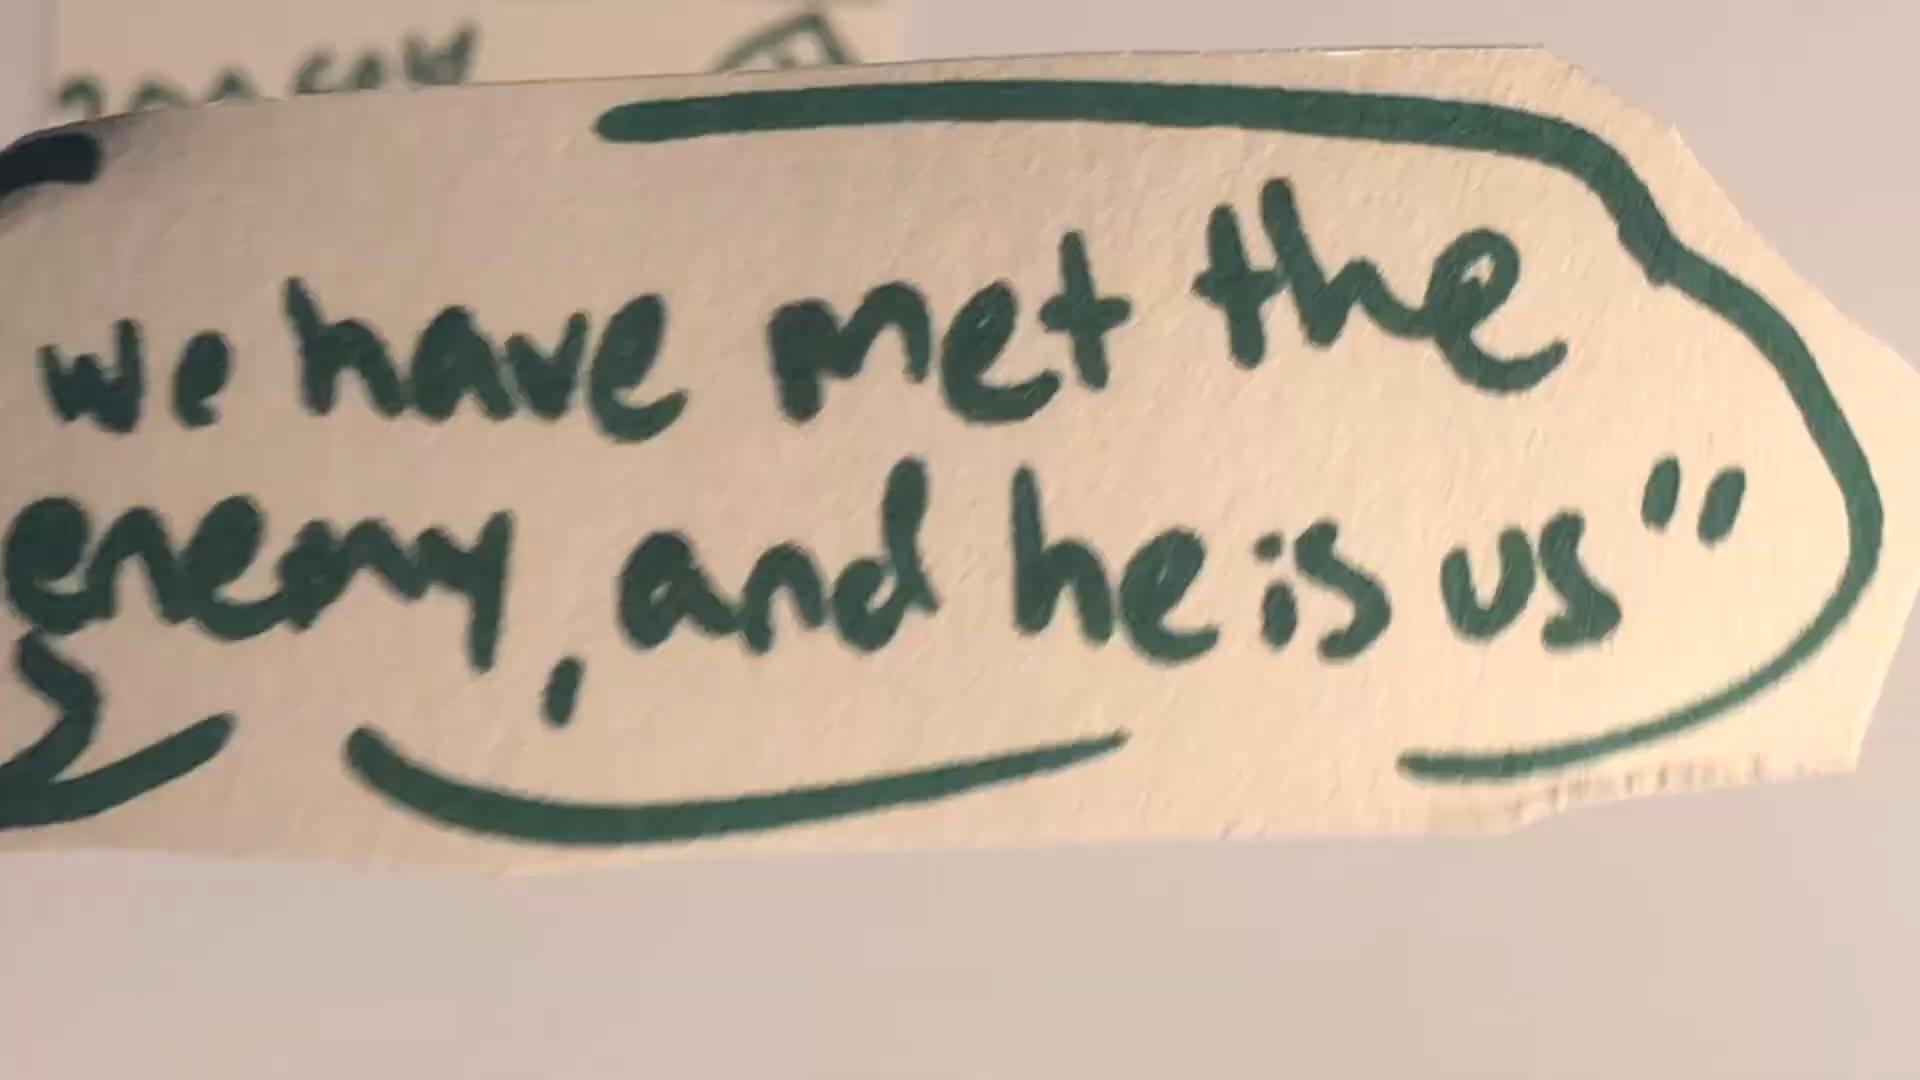 we have met the
enemy, and he is us"